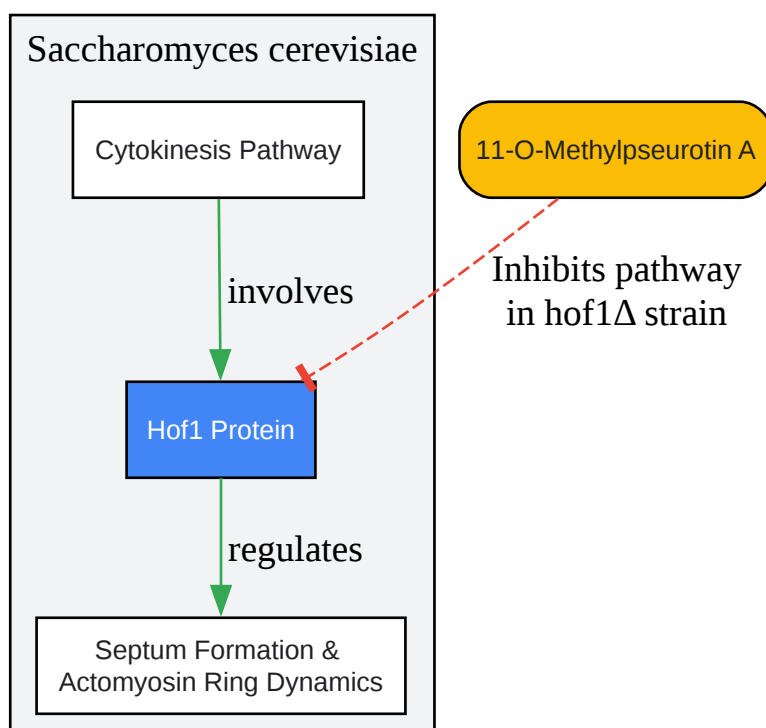 Saccharomyces cerevisiae
Cytokinesis Pathway
11-O-Methylpseurotin A
Inhibits pathway
in hof1Δ strain
involves
Hof1 Protein
regulates
Septum Formation &
Actomyosin Ring Dynamics